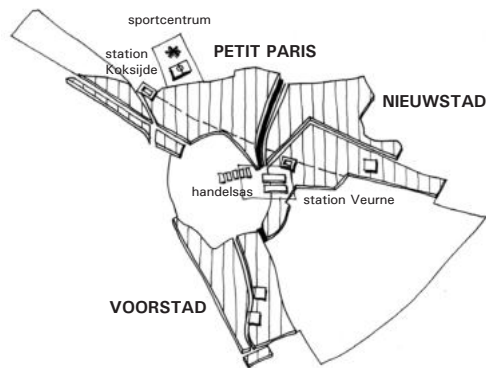 sportcentrum
station
Koksijde
PETIT PARIS
NIEUWSTAD
handelsas
station Veurne
VOORSTAD